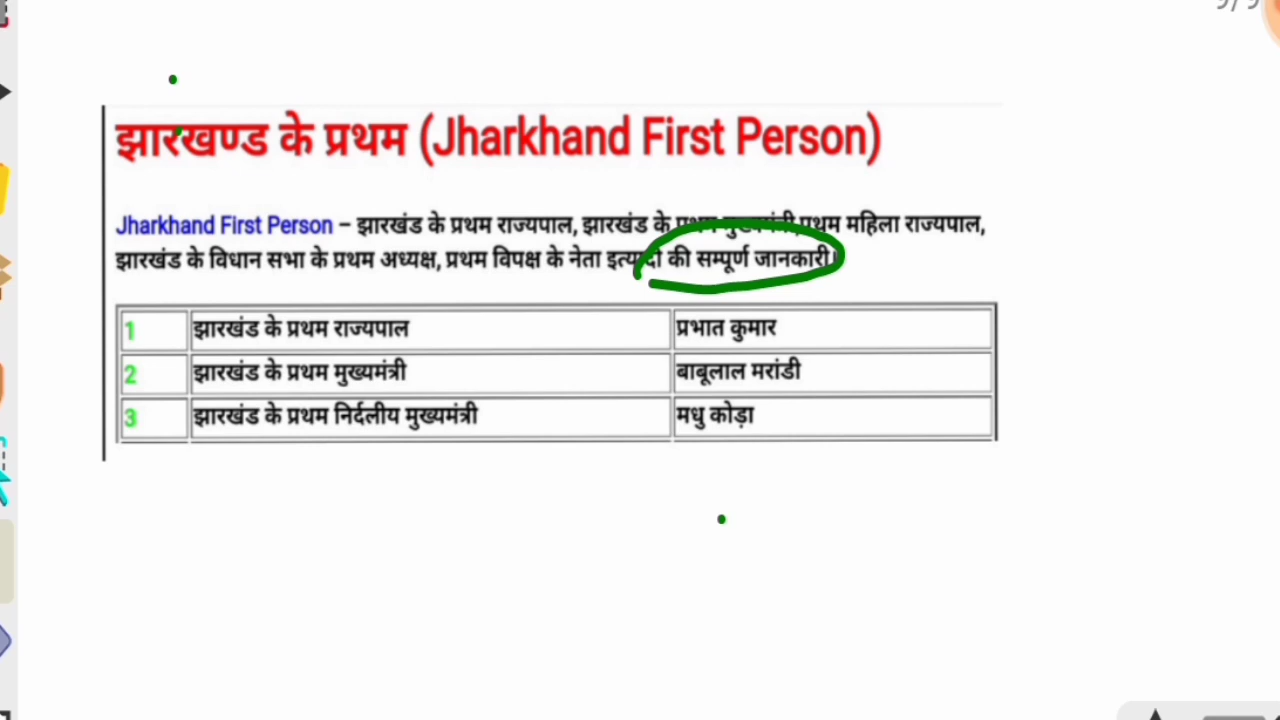 9/9
झारखण्ड के प्रथम (Jharkhand First Person)
Jharkhand First Person – झारखंड के प्रथम राज्यपाल, झारखंड के प्रथम मुख्यमंत्री,प्रथम महिला राज्यपाल,
झारखंड के विधान सभा के प्रथम अध्यक्ष, प्रथम विपक्ष के नेता इत्यादी की सम्पूर्ण जानकारी।
1 झारखंड के प्रथम राज्यपाल प्रभात कुमार
2 झारखंड के प्रथम मुख्यमंत्री बाबूलाल मरांडी
3 झारखंड के प्रथम निर्दलीय मुख्यमंत्री मधु कोड़ा